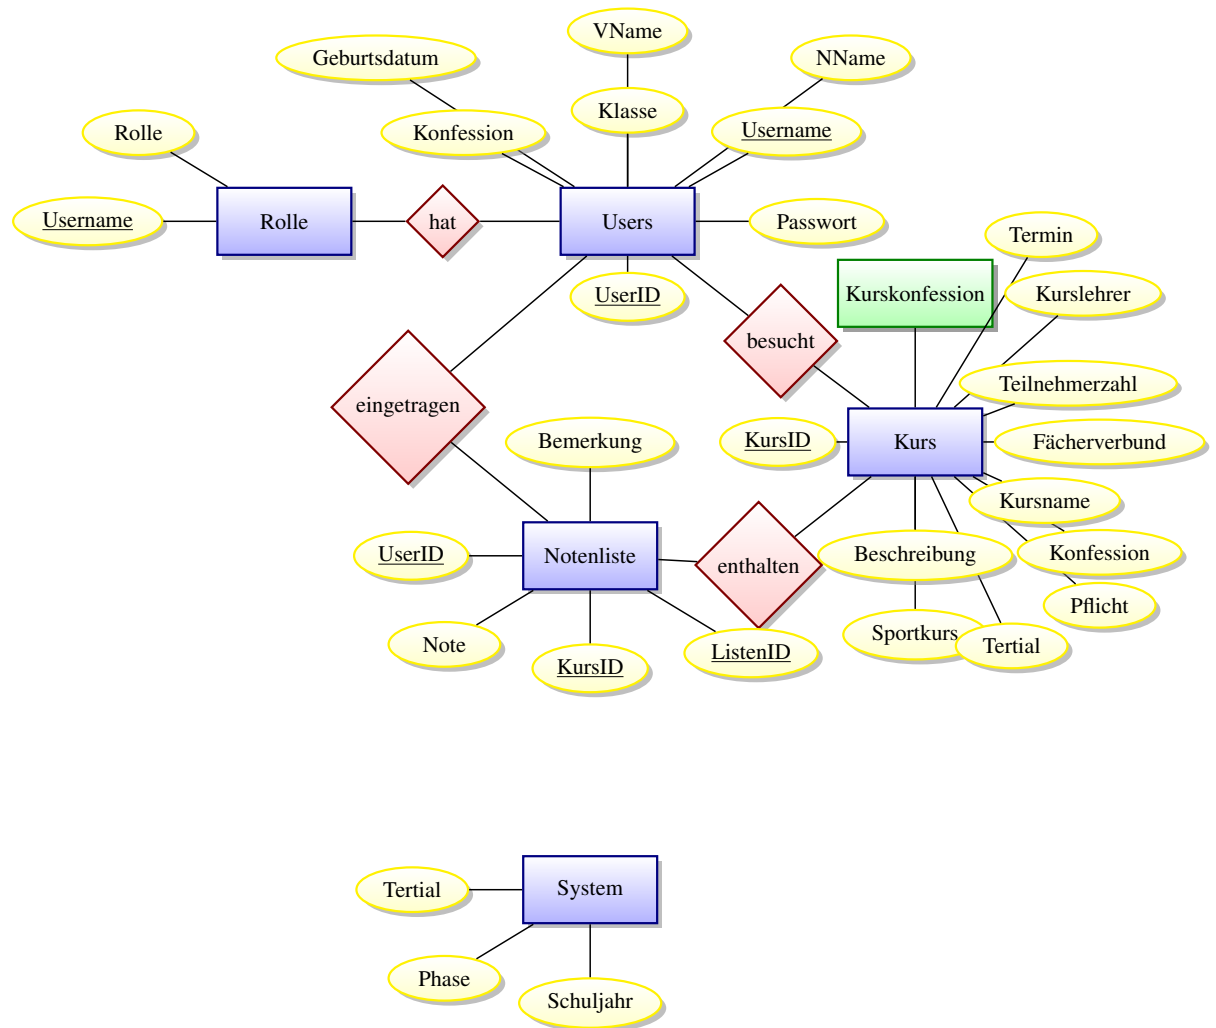 VName
Geburtsdatum
NName
Klasse
Rolle
Konfession
Username
Username
Rolle
hat
Users
Passwort
Termin
UserID
Kurskonfession
Kurslehrer
besucht
Teilnehmerzahl
eingetragen
Bemerkung
KursID
Kurs
Fächerverbund
Kursname
UserID
Notenliste
enthalten
Beschreibung
Konfession
Pflicht
Note
KursID
ListenID
Sportkurs
Tertial
Tertial
System
Phase
Schuljahr